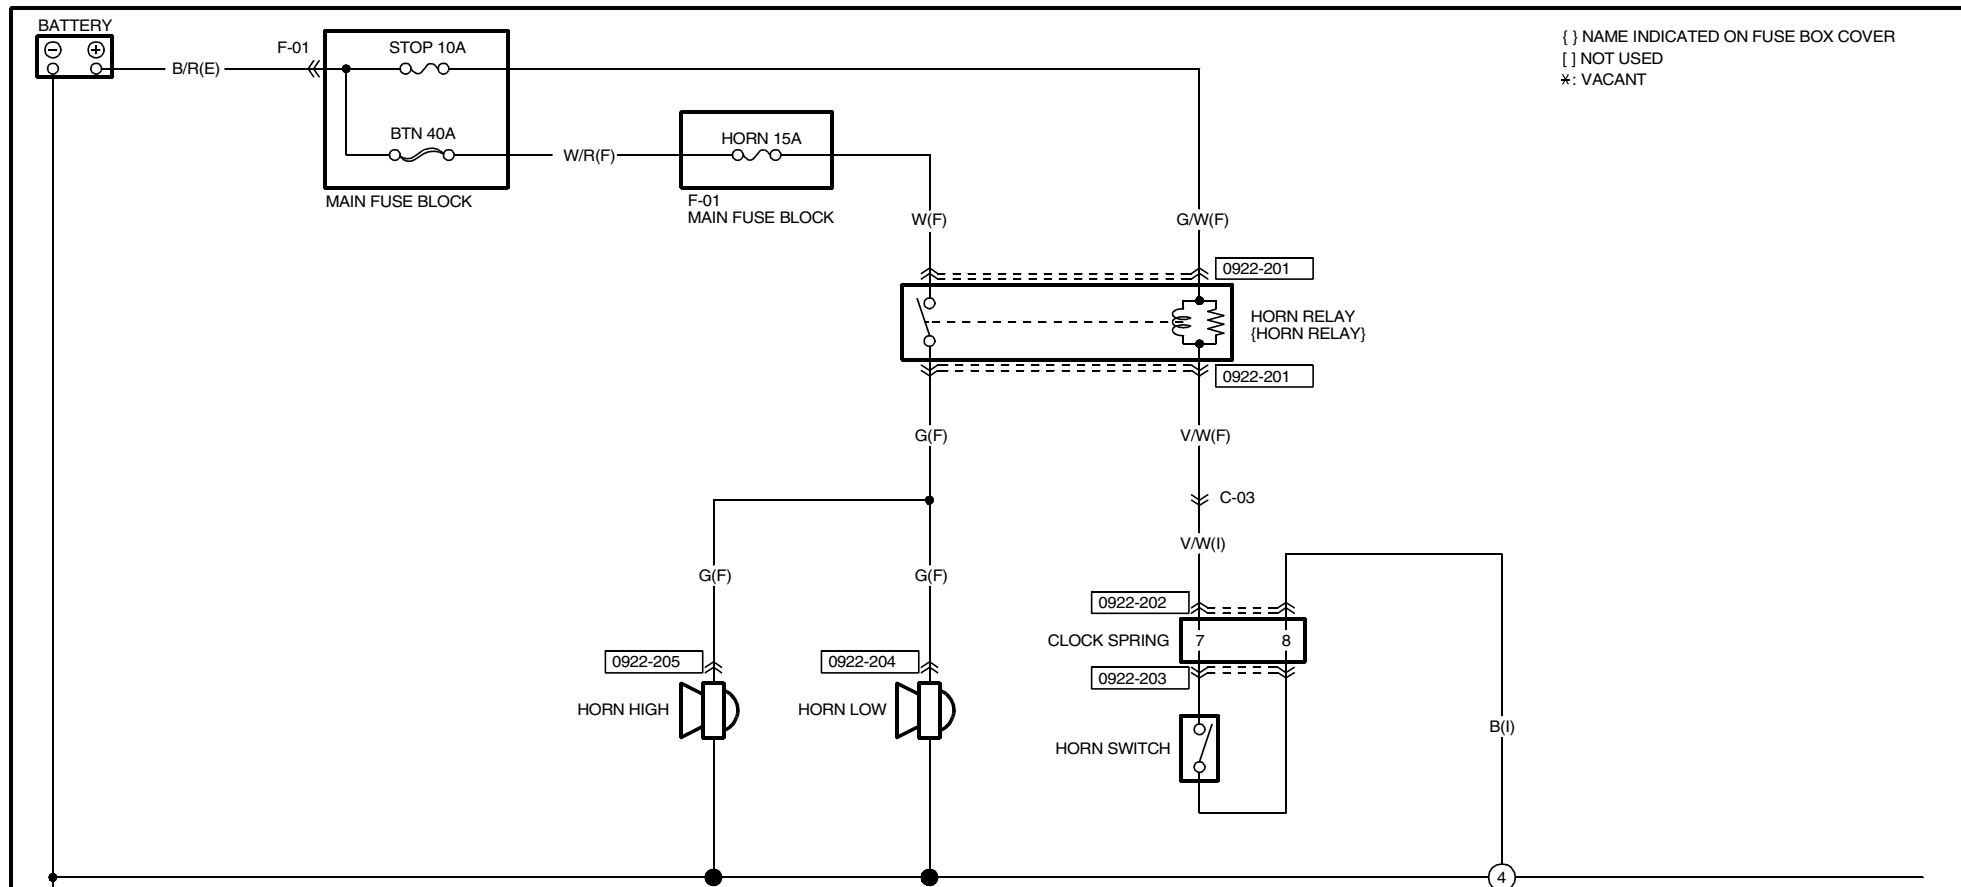 BATTERY
{ } NAME INDICATED ON FUSE BOX COVER
[ ] NOT USED
*: VACANT
F-01
STOP 10A
B/R(E)
BTN 40A
HORN 15A
W/R(F)
MAIN FUSE BLOCK
F-01
MAIN FUSE BLOCK
W(F)
G/W(F)
0922-201
HORN RELAY
{HORN RELAY}
0922-201
G(F)
V/W(F)
C-03
V/W(I)
G(F)
G(F)
0922-202
CLOCK SPRING
7
8
0922-205
0922-204
0922-203
HORN HIGH
HORN LOW
HORN SWITCH
B(I)
4